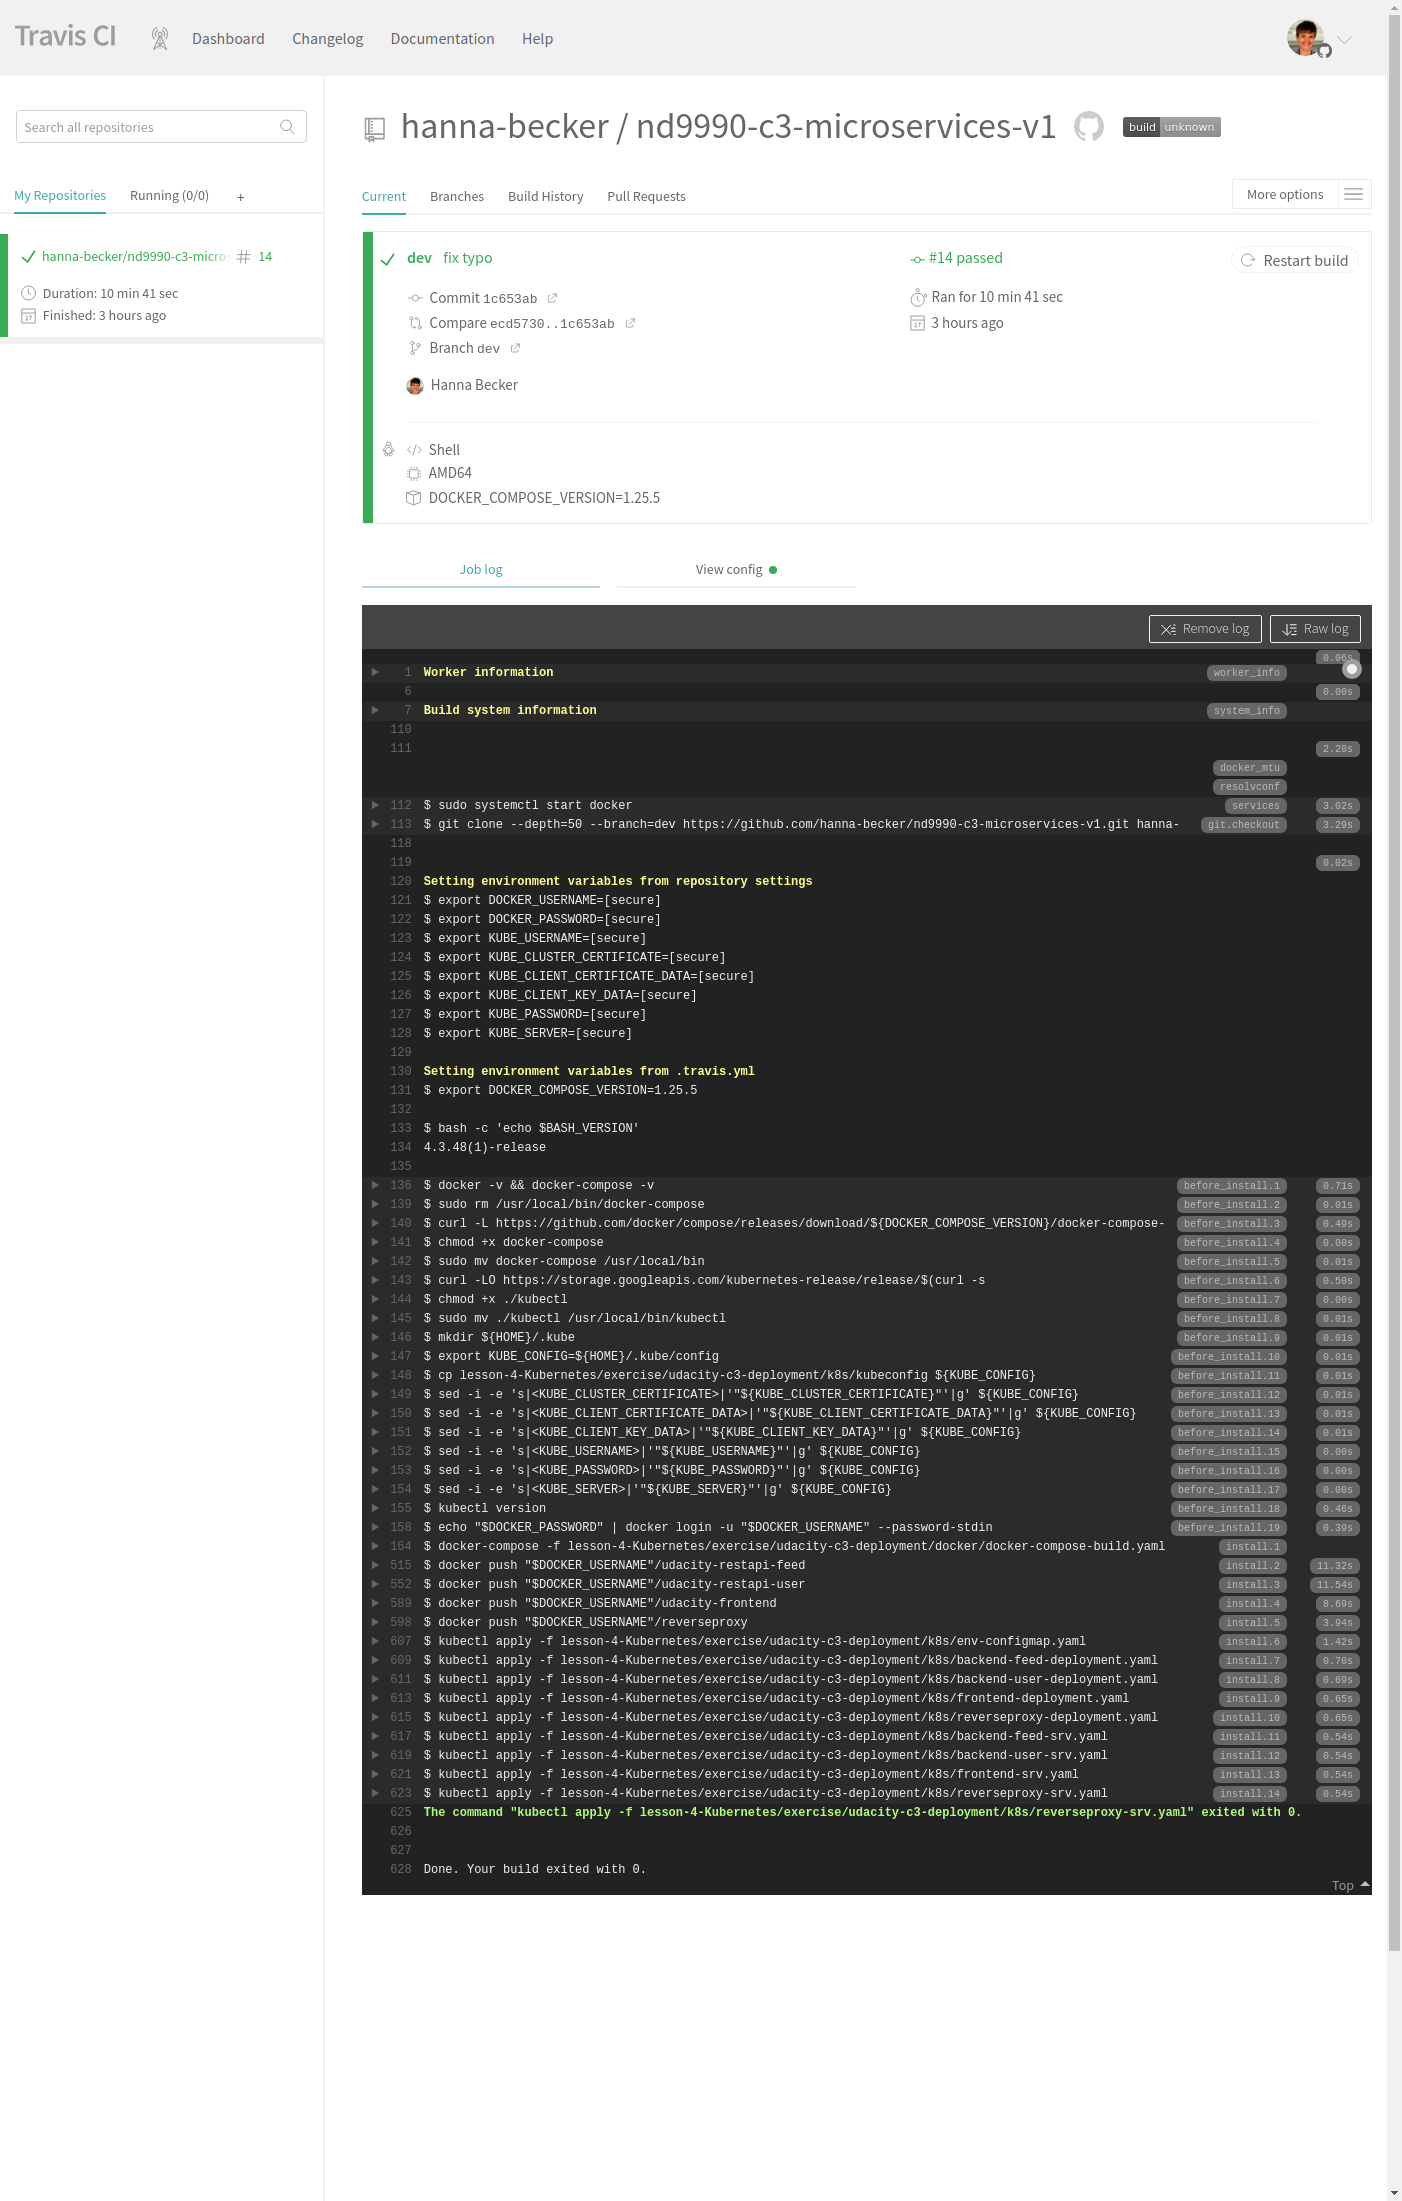 Travis CI
Dashboard Changelog Documentation Help
Search all repositories
My Repositories Running (0/0) +
hanna-becker/nd9990-c3-micros # 14
Duration: 10 min 41 sec
Finished: 3 hours ago
hanna-becker / nd9990-c3-microservices-v1 build unknown
Current Branches Build History Pull Requests More options
dev fix typo
Commit 1c653ab
Compare ecd5730..1c653ab
Branch dev
Hanna Becker
#14 passed
Ran for 10 min 41 sec
3 hours ago
Restart build
Shell
AMD64
DOCKER_COMPOSE_VERSION=1.25.5
Job log View config
Remove log Raw log
0.06s
1 Worker information worker_info
6 0.00s
7 Build system information system_info
110
111 2.20s
docker_mtu
resolvconf
112 $ sudo systemctl start docker services 3.02s
113 $ git clone --depth=50 --branch=dev https://github.com/hanna-becker/nd9990-c3-microservices-v1.git hanna- git.checkout 3.29s
118
119 0.02s
120 Setting environment variables from repository settings
121 $ export DOCKER_USERNAME=[secure]
122 $ export DOCKER_PASSWORD=[secure]
123 $ export KUBE_USERNAME=[secure]
124 $ export KUBE_CLUSTER_CERTIFICATE=[secure]
125 $ export KUBE_CLIENT_CERTIFICATE_DATA=[secure]
126 $ export KUBE_CLIENT_KEY_DATA=[secure]
127 $ export KUBE_PASSWORD=[secure]
128 $ export KUBE_SERVER=[secure]
129
130 Setting environment variables from .travis.yml
131 $ export DOCKER_COMPOSE_VERSION=1.25.5
132
133 $ bash -c 'echo $BASH_VERSION'
134 4.3.48(1)-release
135
136 $ docker -v && docker-compose -v before_install.1 0.71s
139 $ sudo rm /usr/local/bin/docker-compose before_install.2 0.01s
140 $ curl -L https://github.com/docker/compose/releases/download/${DOCKER_COMPOSE_VERSION}/docker-compose- before_install.3 0.49s
141 $ chmod +x docker-compose before_install.4 0.00s
142 $ sudo mv docker-compose /usr/local/bin before_install.5 0.01s
143 $ curl -LO https://storage.googleapis.com/kubernetes-release/release/$(curl -s before_install.6 0.50s
144 $ chmod +x ./kubectl before_install.7 0.00s
145 $ sudo mv ./kubectl /usr/local/bin/kubectl before_install.8 0.01s
146 $ mkdir ${HOME}/.kube before_install.9 0.01s
147 $ export KUBE_CONFIG=${HOME}/.kube/config before_install.10 0.01s
148 $ cp lesson-4-Kubernetes/exercise/udacity-c3-deployment/k8s/kubeconfig ${KUBE_CONFIG} before_install.11 0.01s
149 $ sed -i -e 's|<KUBE_CLUSTER_CERTIFICATE>|'"${KUBE_CLUSTER_CERTIFICATE}"'|g' ${KUBE_CONFIG} before_install.12 0.01s
150 $ sed -i -e 's|<KUBE_CLIENT_CERTIFICATE_DATA>|'"${KUBE_CLIENT_CERTIFICATE_DATA}"'|g' ${KUBE_CONFIG} before_install.13 0.01s
151 $ sed -i -e 's|<KUBE_CLIENT_KEY_DATA>|'"${KUBE_CLIENT_KEY_DATA}"'|g' ${KUBE_CONFIG} before_install.14 0.01s
152 $ sed -i -e 's|<KUBE_USERNAME>|'"${KUBE_USERNAME}"'|g' ${KUBE_CONFIG} before_install.15 0.00s
153 $ sed -i -e 's|<KUBE_PASSWORD>|'"${KUBE_PASSWORD}"'|g' ${KUBE_CONFIG} before_install.16 0.00s
154 $ sed -i -e 's|<KUBE_SERVER>|'"${KUBE_SERVER}"'|g' ${KUBE_CONFIG} before_install.17 0.00s
155 $ kubectl version before_install.18 0.46s
158 $ echo "$DOCKER_PASSWORD" | docker login -u "$DOCKER_USERNAME" --password-stdin before_install.19 0.39s
164 $ docker-compose -f lesson-4-Kubernetes/exercise/udacity-c3-deployment/docker/docker-compose-build.yaml install.1
515 $ docker push "$DOCKER_USERNAME"/udacity-restapi-feed install.2 11.32s
552 $ docker push "$DOCKER_USERNAME"/udacity-restapi-user install.3 11.54s
589 $ docker push "$DOCKER_USERNAME"/udacity-frontend install.4 8.69s
598 $ docker push "$DOCKER_USERNAME"/reverseproxy install.5 3.94s
607 $ kubectl apply -f lesson-4-Kubernetes/exercise/udacity-c3-deployment/k8s/env-configmap.yaml install.6 1.42s
609 $ kubectl apply -f lesson-4-Kubernetes/exercise/udacity-c3-deployment/k8s/backend-feed-deployment.yaml install.7 0.70s
611 $ kubectl apply -f lesson-4-Kubernetes/exercise/udacity-c3-deployment/k8s/backend-user-deployment.yaml install.8 0.69s
613 $ kubectl apply -f lesson-4-Kubernetes/exercise/udacity-c3-deployment/k8s/frontend-deployment.yaml install.9 0.65s
615 $ kubectl apply -f lesson-4-Kubernetes/exercise/udacity-c3-deployment/k8s/reverseproxy-deployment.yaml install.10 0.65s
617 $ kubectl apply -f lesson-4-Kubernetes/exercise/udacity-c3-deployment/k8s/backend-feed-srv.yaml install.11 0.54s
619 $ kubectl apply -f lesson-4-Kubernetes/exercise/udacity-c3-deployment/k8s/backend-user-srv.yaml install.12 0.54s
621 $ kubectl apply -f lesson-4-Kubernetes/exercise/udacity-c3-deployment/k8s/frontend-srv.yaml install.13 0.54s
623 $ kubectl apply -f lesson-4-Kubernetes/exercise/udacity-c3-deployment/k8s/reverseproxy-srv.yaml install.14 0.54s
625 The command "kubectl apply -f lesson-4-Kubernetes/exercise/udacity-c3-deployment/k8s/reverseproxy-srv.yaml" exited with 0.
626
627
628 Done. Your build exited with 0.
Top